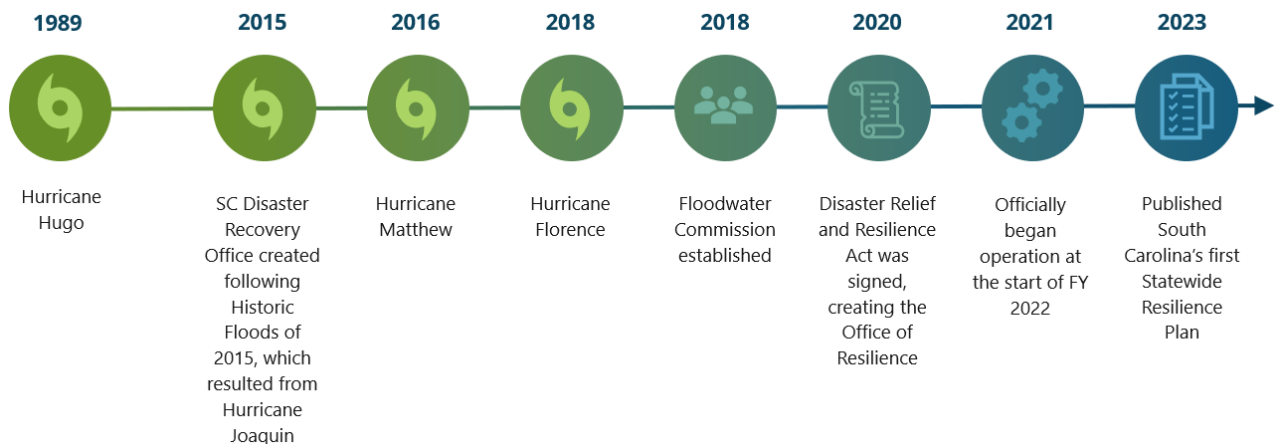 1989
Hurricane
Hugo
2015
SC Disaster
Recovery
Office created
following
Historic
Floods of
2015, which
resulted from
Hurricane
Joaquin
2016
Hurricane
Matthew
2018
Hurricane
Florence
2018
Floodwater
Commission
established
2020
Disaster Relief
and Resilience
Act was
signed,
creating the
Office of
Resilience
2021
Officially
began
operation at
the start of FY
2022
2023
Published
South
Carolina’s first
Statewide
Resilience
Plan